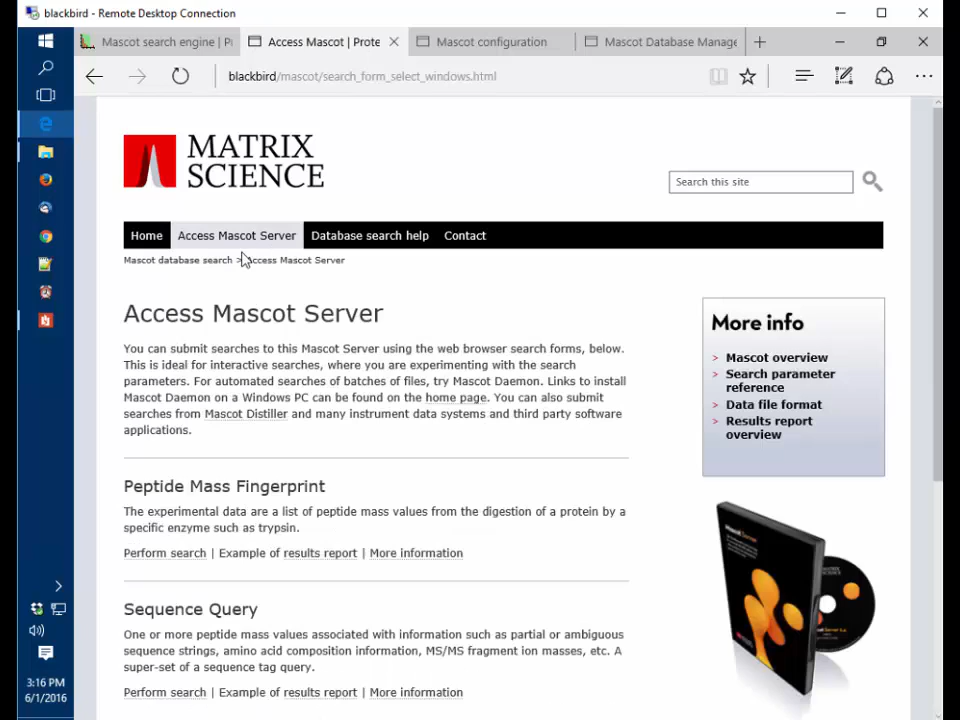 blackbird - Remote Desktop Connection
Mascot search engine | P
Access Mascot | Prote
Mascot configuration
Mascot Database Manage
blackbird/mascot/search_form_select_windows.html
MATRIX
SCIENCE
Search this site
Home
Access Mascot Server
Database search help
Contact
Mascot database search > Access Mascot Server
Access Mascot Server
You can submit searches to this Mascot Server using the web browser search forms, below.
This is ideal for interactive searches, where you are experimenting with the search
parameters. For automated searches of batches of files, try Mascot Daemon. Links to install
Mascot Daemon on a Windows PC can be found on the home page. You can also submit
searches from Mascot Distiller and many instrument data systems and third party software
applications.
More info
> Mascot overview
> Search parameter
reference
> Data file format
> Results report
overview
Peptide Mass Fingerprint
The experimental data are a list of peptide mass values from the digestion of a protein by a
specific enzyme such as trypsin.
Perform search | Example of results report | More information
Sequence Query
One or more peptide mass values associated with information such as partial or ambiguous
sequence strings, amino acid composition information, MS/MS fragment ion masses, etc. A
super-set of a sequence tag query.
Perform search | Example of results report | More information
MATRIX
SCIENCE
3:16 PM
6/1/2016